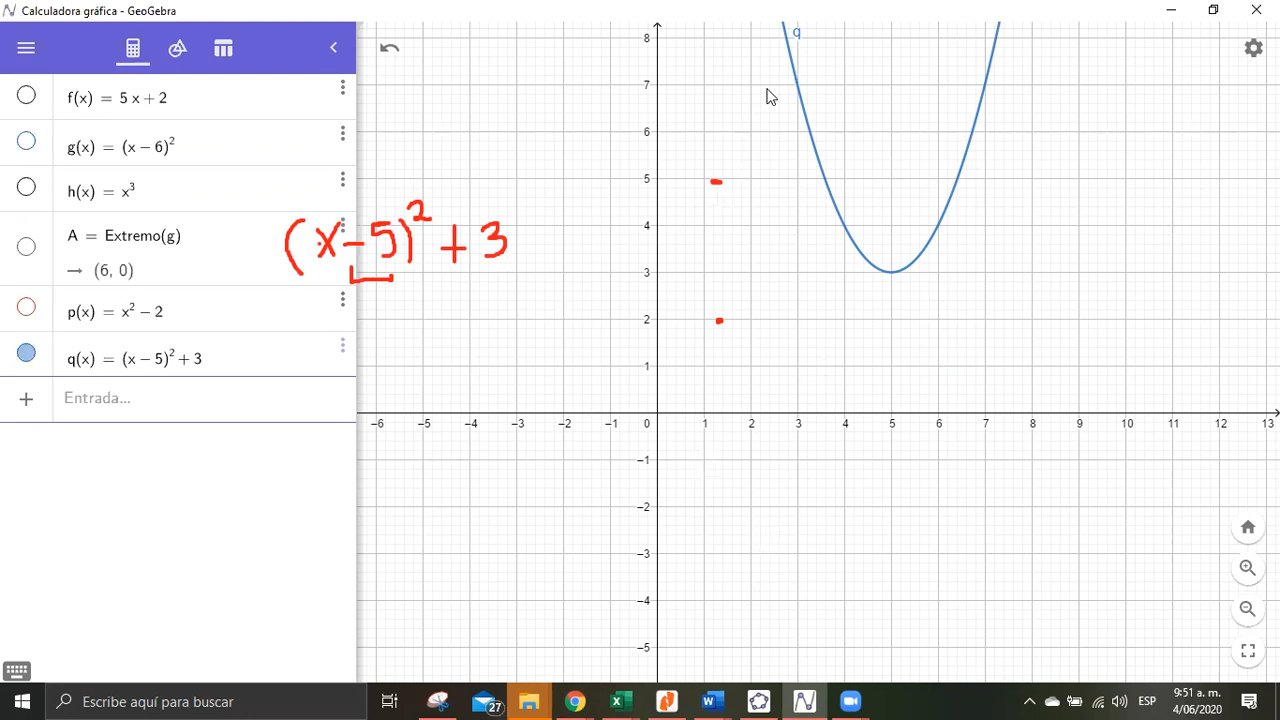 Calculadora gráfica - GeoGebra
f(x) = 5 x + 2
g(x) = (x − 6)²
h(x) = x³
A = Extremo(g)
→ (6, 0)
p(x) = x² − 2
q(x) = (x − 5)² + 3
Entrada...
(x − 5)² + 3
q
8
7
6
5
4
3
2
1
−6 −5 −4 −3 −2 −1 0 1 2 3 4 5 6 7 8 9 10 11 12 13
−1
−2
−3
−4
−5
Escribe aquí para buscar
27
ESP
9:51 a. m.
4/06/2020